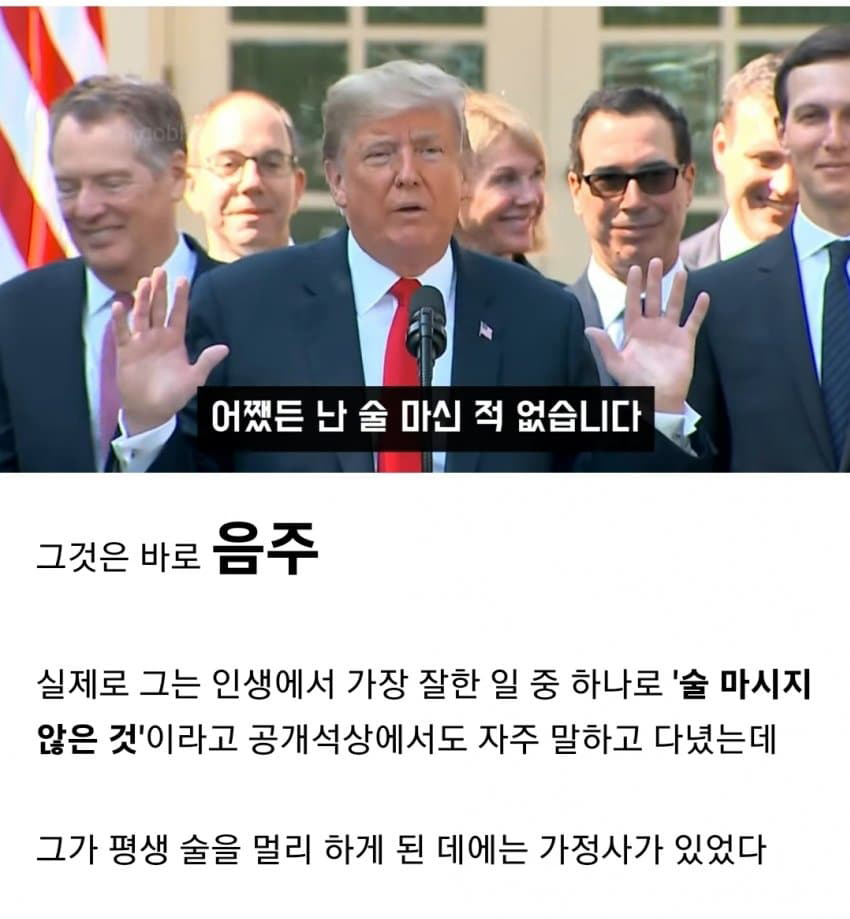 어쨌든 난 술 마신 적 없습니다
그것은 바로 음주
실제로 그는 인생에서 가장 잘한 일 중 하나로 '술 마시지
않은 것'이라고 공개석상에서도 자주 말하고 다녔는데
그가 평생 술을 멀리 하게 된 데에는 가정사가 있었다